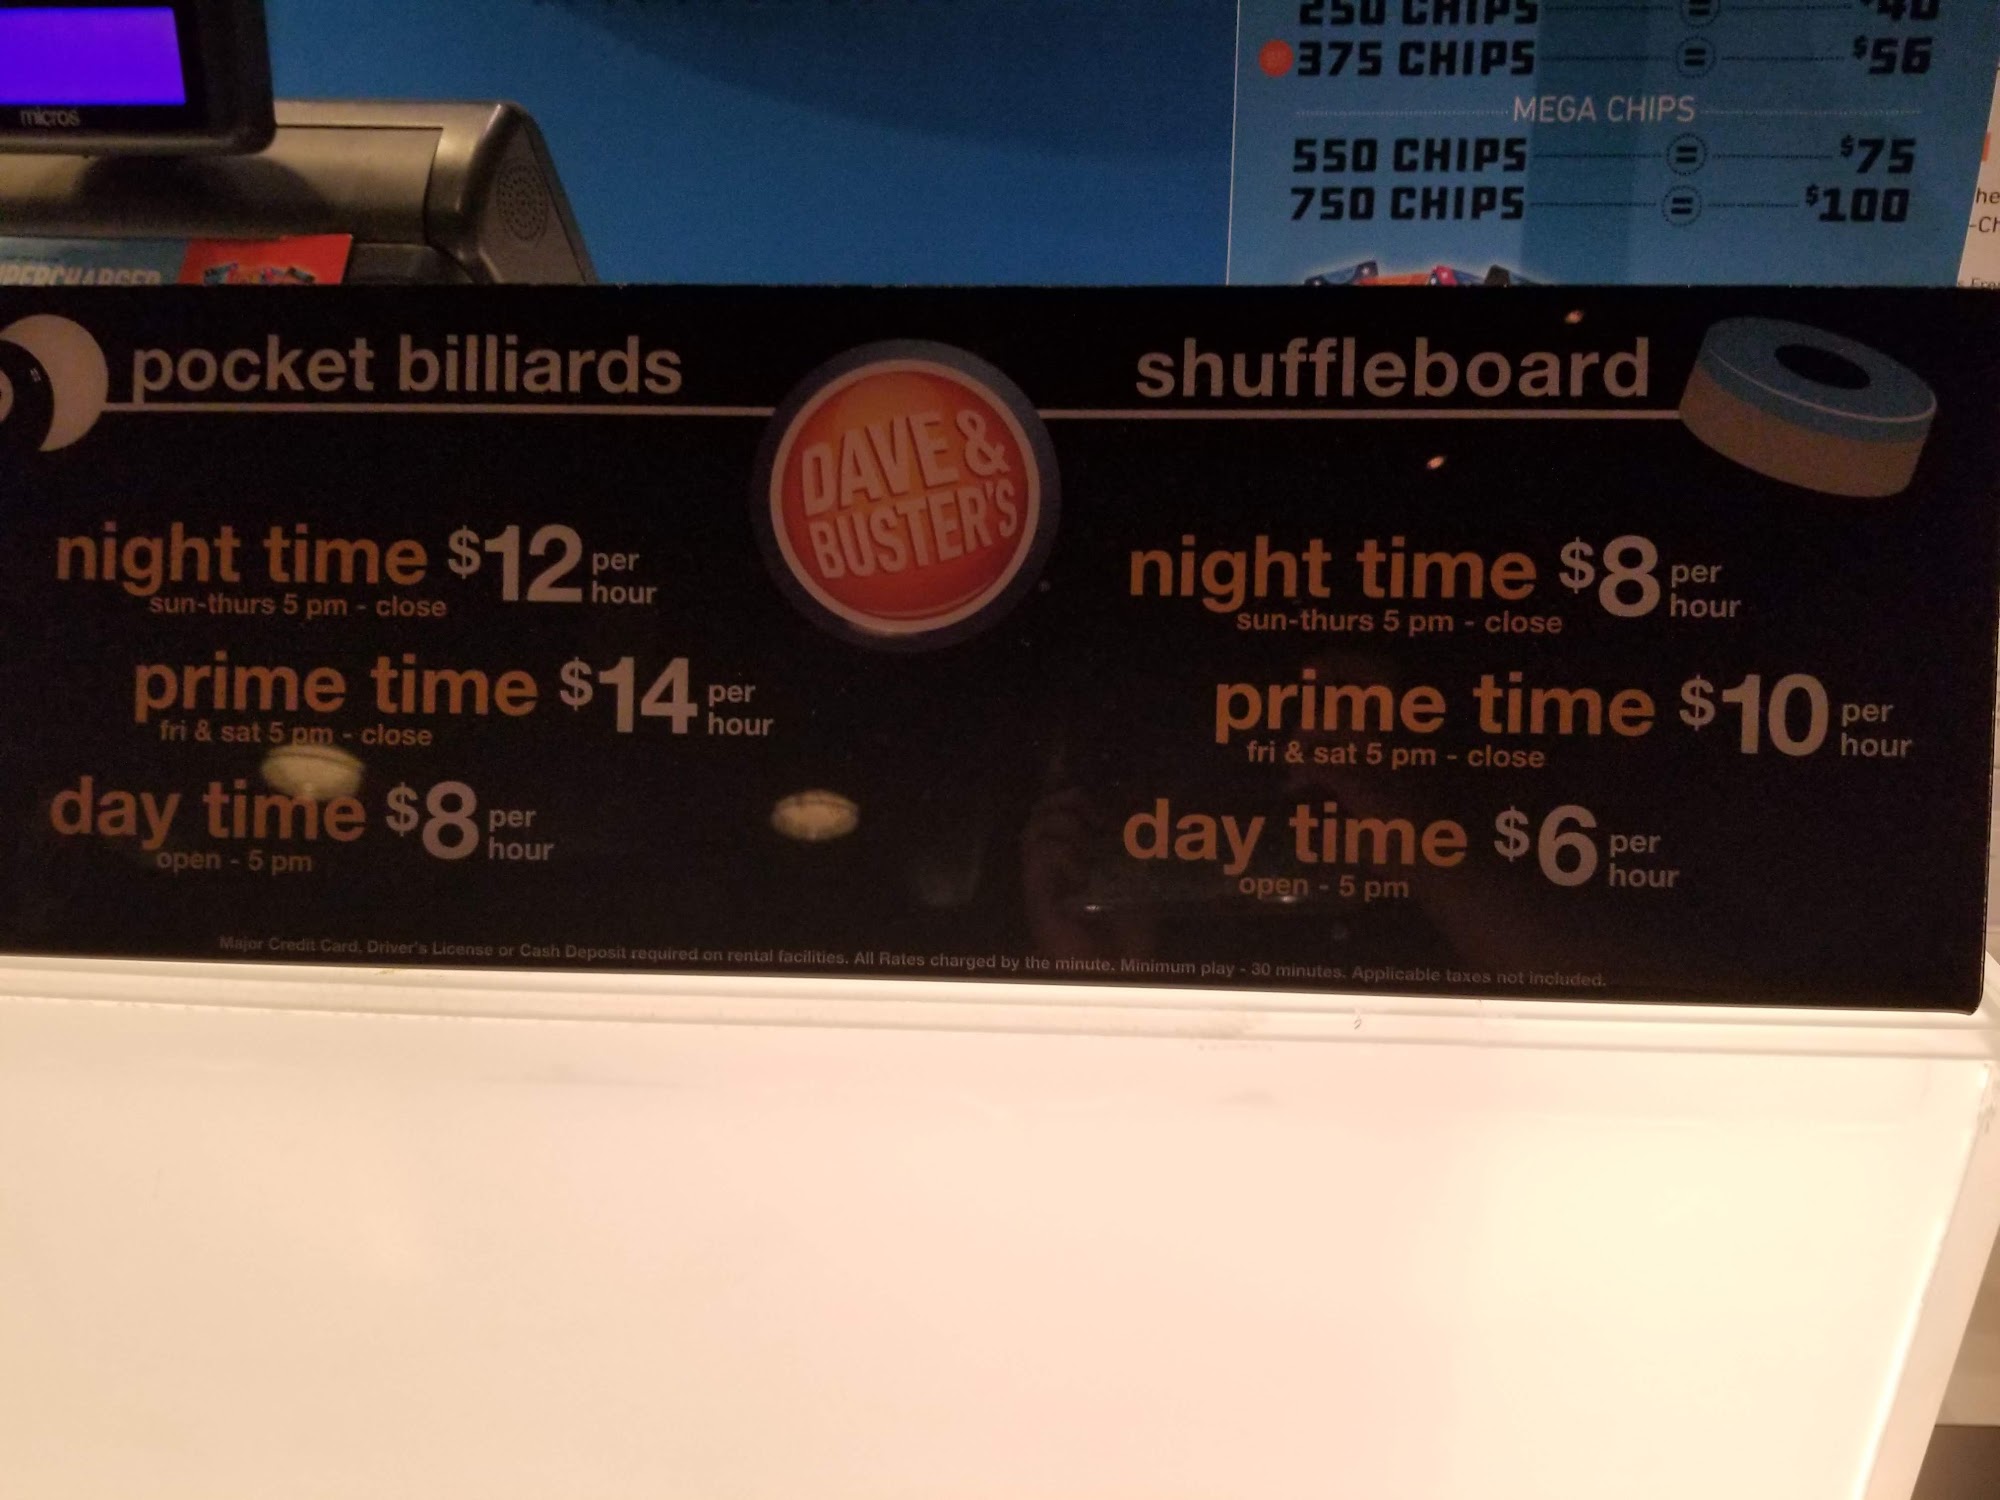 micros
250 CHIPS = $40
375 CHIPS = $56
MEGA CHIPS
550 CHIPS = $75
750 CHIPS = $100
he
-Ch
pocket billiards
DAVE &
BUSTER'S
shuffleboard
night time $12 per hour
sun-thurs 5 pm - close
prime time $14 per hour
fri & sat 5 pm - close
day time $8 per hour
open - 5 pm
night time $8 per hour
sun-thurs 5 pm - close
prime time $10 per hour
fri & sat 5 pm - close
day time $6 per hour
open - 5 pm
Major Credit Card, Driver's License or Cash Deposit required on rental facilities. All Rates charged by the minute. Minimum play - 30 minutes. Applicable taxes not included.